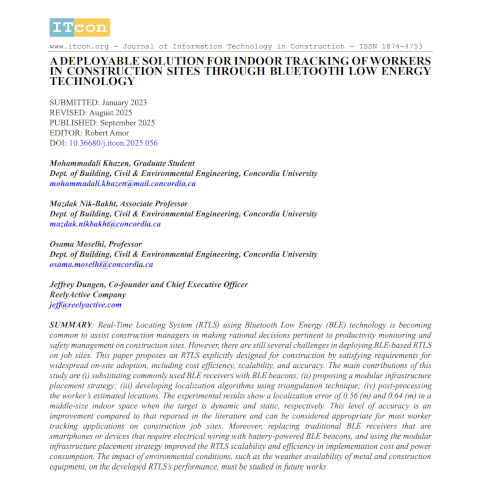 ITcon
www.itcon.org - Journal of Information Technology in Construction - ISSN 1874-4753
A DEPLOYABLE SOLUTION FOR INDOOR TRACKING OF WORKERS
IN CONSTRUCTION SITES THROUGH BLUETOOTH LOW ENERGY
TECHNOLOGY
SUBMITTED: January 2023
REVISED: August 2025
PUBLISHED: September 2025
EDITOR: Robert Amor
DOI: 10.36680/j.itcon.2025.056
Mohammadali Khazen, Graduate Student
Dept. of Building, Civil & Environmental Engineering, Concordia University
mohammadali.khazen@mail.concordia.ca
Mazdak Nik-Bakht, Associate Professor
Dept. of Building, Civil & Environmental Engineering, Concordia University
mazdak.nikbakht@concordia.ca
Osama Moselhi, Professor
Dept. of Building, Civil & Environmental Engineering, Concordia University
osama.moselhi@concordia.ca
Jeffrey Dungen, Co-founder and Chief Executive Officer
ReelyActive Company
jeff@reelyactive.com
SUMMARY: Real-Time Locating System (RTLS) using Bluetooth Low Energy (BLE) technology is becoming
common to assist construction managers in making rational decisions pertinent to productivity monitoring and
safety management on construction sites. However, there are still several challenges in deploying BLE-based RTLS
on job sites. This paper proposes an RTLS explicitly designed for construction by satisfying requirements for
widespread on-site adoption, including cost efficiency, scalability, and accuracy. The main contributions of this
study are (i) substituting commonly used BLE receivers with BLE beacons; (ii) proposing a modular infrastructure
placement strategy; (iii) developing localization algorithms using triangulation technique; (iv) post-processing
the worker's estimated locations. The experimental results show a localization error of 0.56 (m) and 0.64 (m) in a
middle-size indoor space when the target is dynamic and static, respectively. This level of accuracy is an
improvement compared to that reported in the literature and can be considered appropriate for most worker
tracking applications on construction job sites. Moreover, replacing traditional BLE receivers that are
smartphones or devices that require electrical wiring with battery-powered BLE beacons, and using the modular
infrastructure placement strategy improved the RTLS scalability and efficiency in implementation cost and power
consumption. The impact of environmental conditions, such as the weather availability of metal and construction
equipment, on the developed RTLS's performance, must be studied in future works.